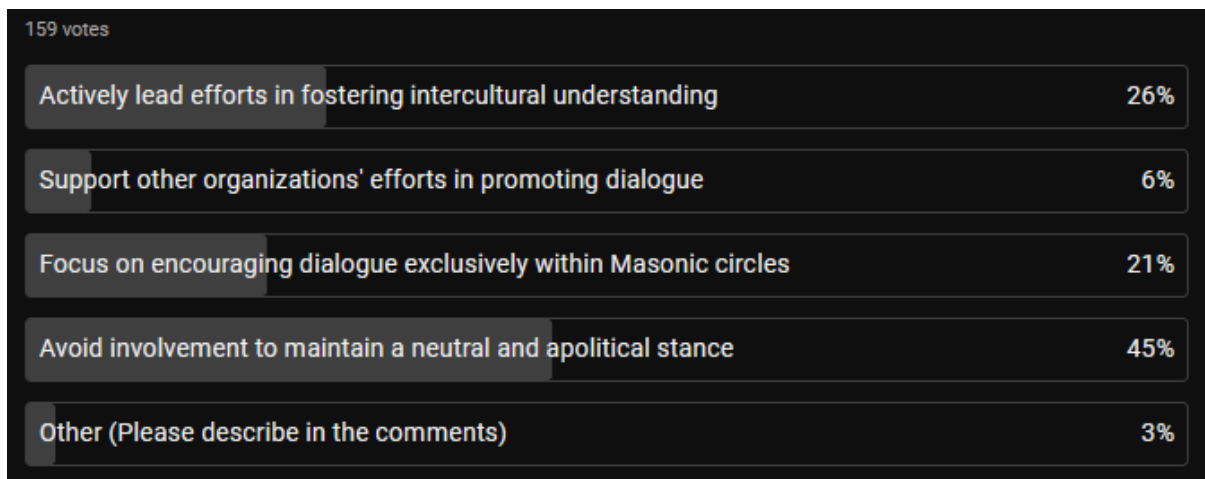 159 votes
Actively lead efforts in fostering intercultural understanding 26%
Support other organizations' efforts in promoting dialogue 6%
Focus on encouraging dialogue exclusively within Masonic circles 21%
Avoid involvement to maintain a neutral and apolitical stance 45%
Other (Please describe in the comments) 3%